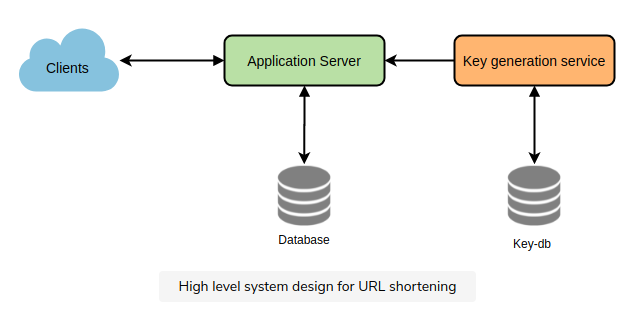 Clients
Application Server
Key generation service
Database
Key-db
High level system design for URL shortening